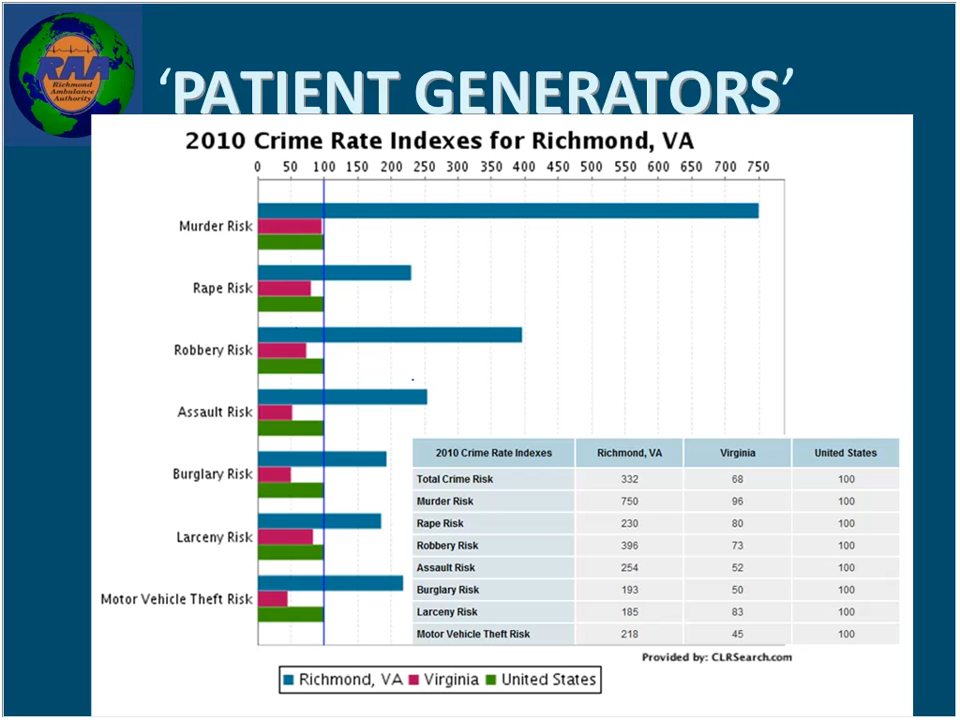 RAA
Richmond
Ambulance
Authority
‘PATIENT GENERATORS’
2010 Crime Rate Indexes for Richmond, VA
0 50 100 150 200 250 300 350 400 450 500 550 600 650 700 750
Murder Risk
Rape Risk
Robbery Risk
Assault Risk
Burglary Risk
Larceny Risk
Motor Vehicle Theft Risk
2010 Crime Rate Indexes Richmond, VA Virginia United States
Total Crime Risk 332 68 100
Murder Risk 750 96 100
Rape Risk 230 80 100
Robbery Risk 396 73 100
Assault Risk 254 52 100
Burglary Risk 193 50 100
Larceny Risk 185 83 100
Motor Vehicle Theft Risk 218 45 100
Provided by: CLRSearch.com
Richmond, VA Virginia United States